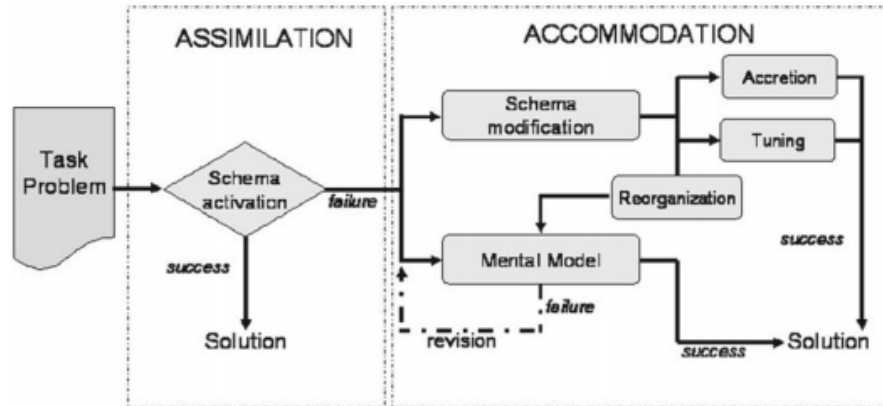 ASSIMILATION
ACCOMMODATION
Task
Problem
Schema
activation
failure
success
Solution
Schema
modification
Accretion
Tuning
Reorganization
Mental Model
failure
revision
success
success
Solution